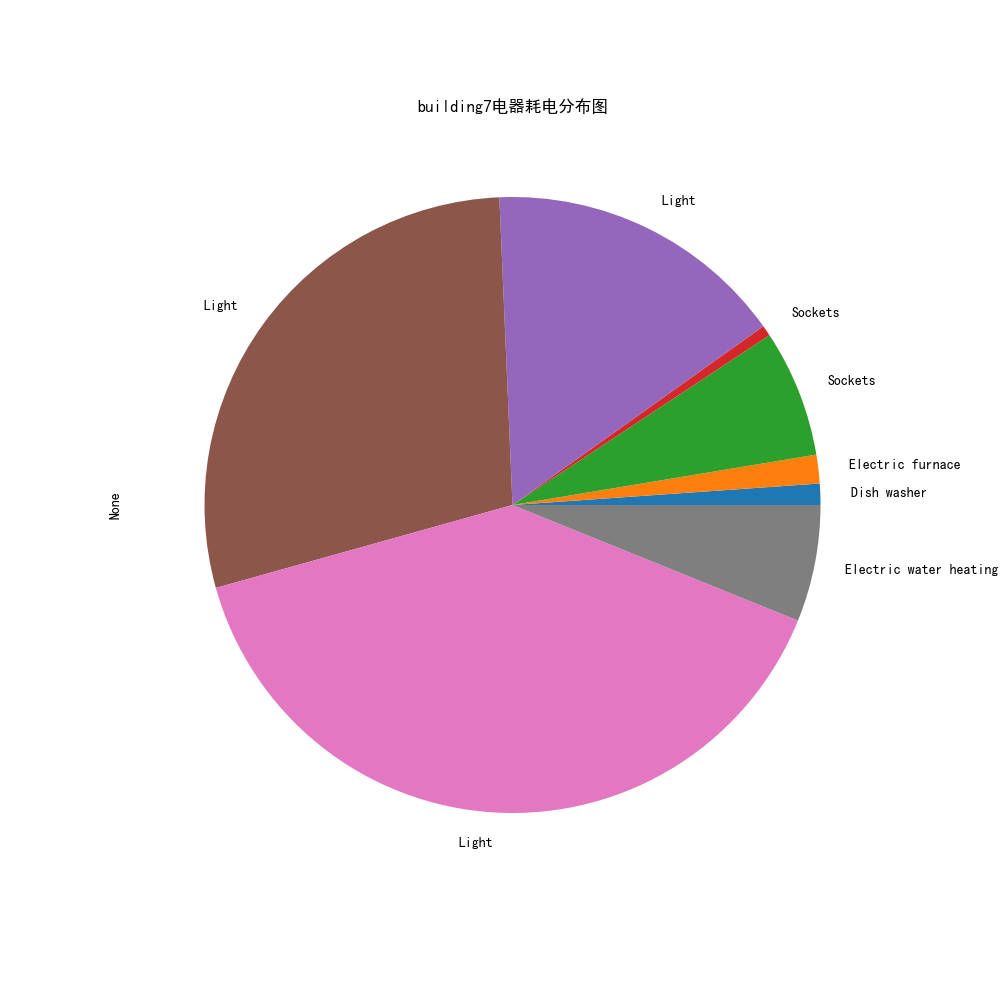 building7电器耗电分布图
Light
Light
Sockets
Sockets
Electric furnace
Dish washer
None
Electric water heating
Light